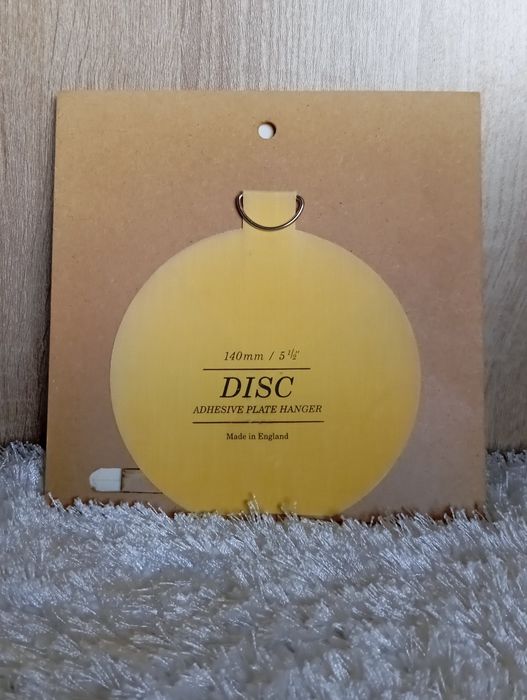 140mm / 5 1/2"
DISC
ADHESIVE PLATE HANGER
Made in England